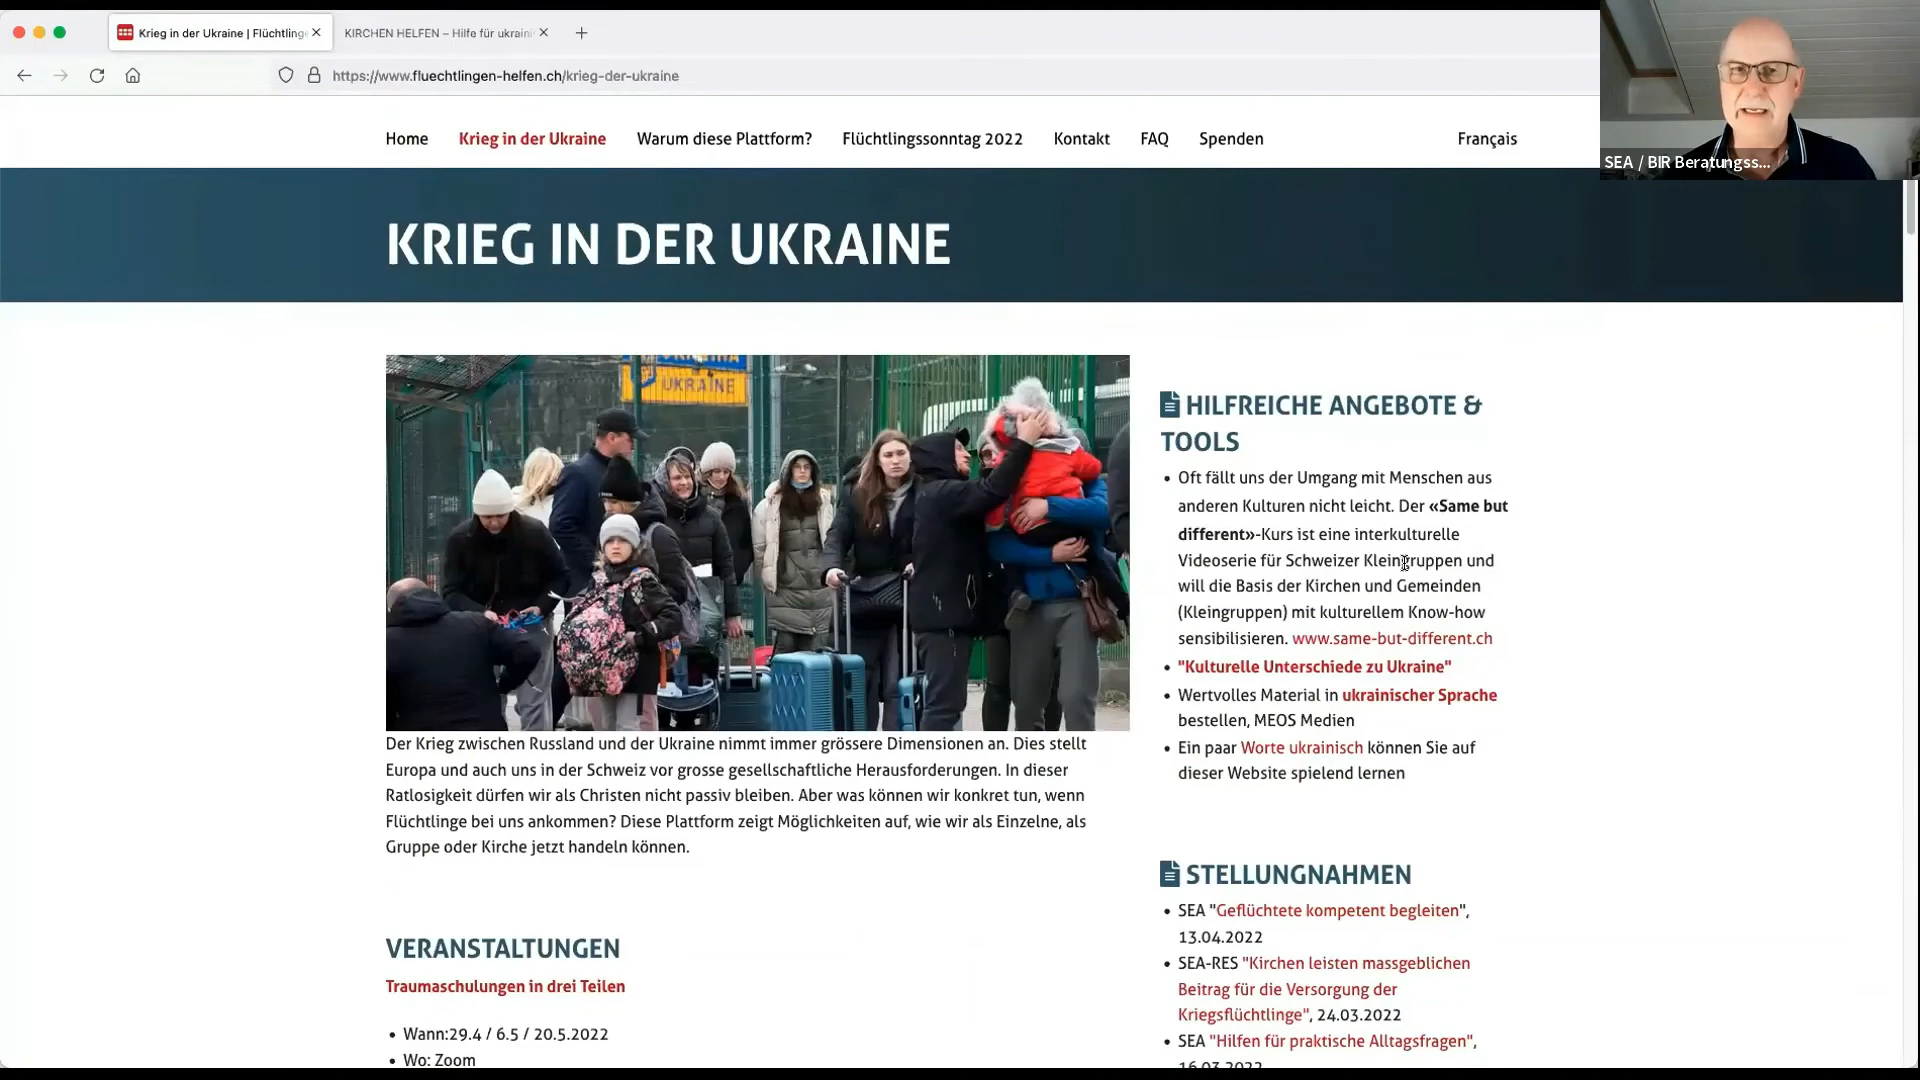 Krieg in der Ukraine | Flüchtling
KIRCHEN HELFEN – Hilfe für ukraini
https://www.fluechtlingen-helfen.ch/krieg-der-ukraine
Home
Krieg in der Ukraine
Warum diese Plattform?
Flüchtlingssonntag 2022
Kontakt
FAQ
Spenden
Français
SEA / BIR Beratungss...
KRIEG IN DER UKRAINE
UKRAINE
Der Krieg zwischen Russland und der Ukraine nimmt immer grössere Dimensionen an. Dies stellt
Europa und auch uns in der Schweiz vor grosse gesellschaftliche Herausforderungen. In dieser
Ratlosigkeit dürfen wir als Christen nicht passiv bleiben. Aber was können wir konkret tun, wenn
Flüchtlinge bei uns ankommen? Diese Plattform zeigt Möglichkeiten auf, wie wir als Einzelne, als
Gruppe oder Kirche jetzt handeln können.
VERANSTALTUNGEN
Traumaschulungen in drei Teilen
• Wann:29.4 / 6.5 / 20.5.2022
• Wo: Zoom
HILFREICHE ANGEBOTE &
TOOLS
• Oft fällt uns der Umgang mit Menschen aus
anderen Kulturen nicht leicht. Der «Same but
different»-Kurs ist eine interkulturelle
Videoserie für Schweizer Kleingruppen und
will die Basis der Kirchen und Gemeinden
(Kleingruppen) mit kulturellem Know-how
sensibilisieren. www.same-but-different.ch
• "Kulturelle Unterschiede zu Ukraine"
• Wertvolles Material in ukrainischer Sprache
bestellen, MEOS Medien
• Ein paar Worte ukrainisch können Sie auf
dieser Website spielend lernen
STELLUNGNAHMEN
• SEA "Geflüchtete kompetent begleiten",
13.04.2022
• SEA-RES "Kirchen leisten massgeblichen
Beitrag für die Versorgung der
Kriegsflüchtlinge", 24.03.2022
• SEA "Hilfen für praktische Alltagsfragen",
16.03.2022